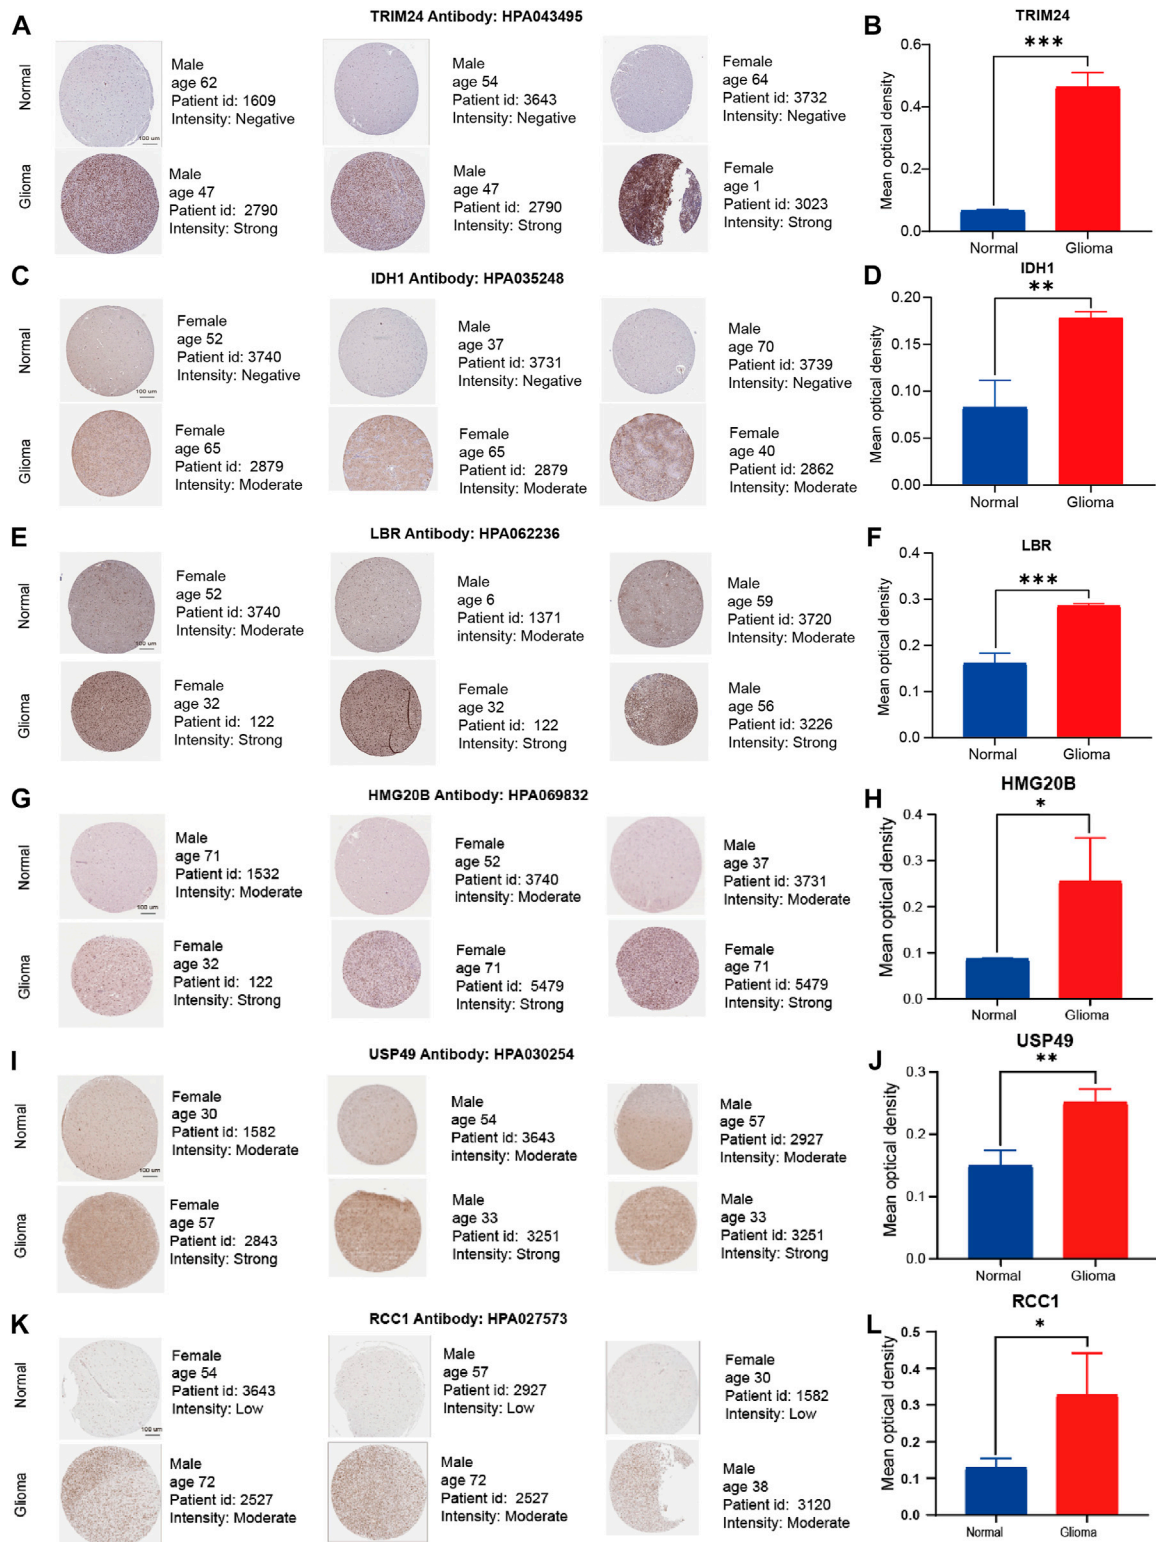 A
TRIM24 Antibody: HPA043495
Normal
Male
age 62
Patient id: 1609
Intensity: Negative
100 um
Male
age 54
Patient id: 3643
Intensity: Negative
Female
age 64
Patient id: 3732
Intensity: Negative
Glioma
Male
age 47
Patient id: 2790
Intensity: Strong
Male
age 47
Patient id: 2790
Intensity: Strong
Female
age 1
Patient id: 3023
Intensity: Strong
B
TRIM24
***
Mean optical density
0.6
0.4
0.2
0.0
Normal
Glioma
C
IDH1 Antibody: HPA035248
Normal
Female
age 52
Patient id: 3740
Intensity: Negative
100 um
Male
age 37
Patient id: 3731
Intensity: Negative
Male
age 70
Patient id: 3739
Intensity: Negative
Glioma
Female
age 65
Patient id: 2879
Intensity: Moderate
Female
age 65
Patient id: 2879
Intensity: Moderate
Female
age 40
Patient id: 2862
Intensity: Moderate
D
IDH1
**
Mean optical density
0.20
0.15
0.10
0.05
0.00
Normal
Glioma
E
LBR Antibody: HPA062236
Normal
Female
age 52
Patient id: 3740
Intensity: Moderate
100 um
Male
age 6
Patient id: 1371
intensity: Moderate
Male
age 59
Patient id: 3720
Intensity: Moderate
Glioma
Female
age 32
Patient id: 122
Intensity: Strong
Female
age 32
Patient id: 122
Intensity: Strong
Male
age 56
Patient id: 3226
Intensity: Strong
F
LBR
***
Mean optical density
0.4
0.3
0.2
0.1
0.0
Normal
Glioma
G
HMG20B Antibody: HPA069832
Normal
Male
age 71
Patient id: 1532
Intensity: Moderate
100 um
Female
age 52
Patient id: 3740
intensity: Moderate
Male
age 37
Patient id: 3731
Intensity: Moderate
Glioma
Female
age 32
Patient id: 122
Intensity: Strong
Female
age 71
Patient id: 5479
Intensity: Strong
Female
age 71
Patient id: 5479
Intensity: Strong
H
HMG20B
*
Mean optical density
0.4
0.3
0.2
0.1
0.0
Normal
Glioma
I
USP49 Antibody: HPA030254
Normal
Female
age 30
Patient id: 1582
Intensity: Moderate
100 um
Male
age 54
Patient id: 3643
intensity: Moderate
Male
age 57
Patient id: 2927
Intensity: Moderate
Glioma
Female
age 57
Patient id: 2843
Intensity: Strong
Male
age 33
Patient id: 3251
Intensity: Strong
Male
age 33
Patient id: 3251
Intensity: Strong
J
USP49
**
Mean optical density
0.3
0.2
0.1
0.0
Normal
Glioma
K
RCC1 Antibody: HPA027573
Normal
Female
age 54
Patient id: 3643
Intensity: Low
100 um
Male
age 57
Patient id: 2927
Intensity: Low
Female
age 30
Patient id: 1582
Intensity: Low
Glioma
Male
age 72
Patient id: 2527
Intensity: Moderate
Male
age 72
Patient id: 2527
Intensity: Moderate
Male
age 38
Patient id: 3120
Intensity: Moderate
L
RCC1
*
Mean optical density
0.5
0.4
0.3
0.2
0.1
0.0
Normal
Glioma